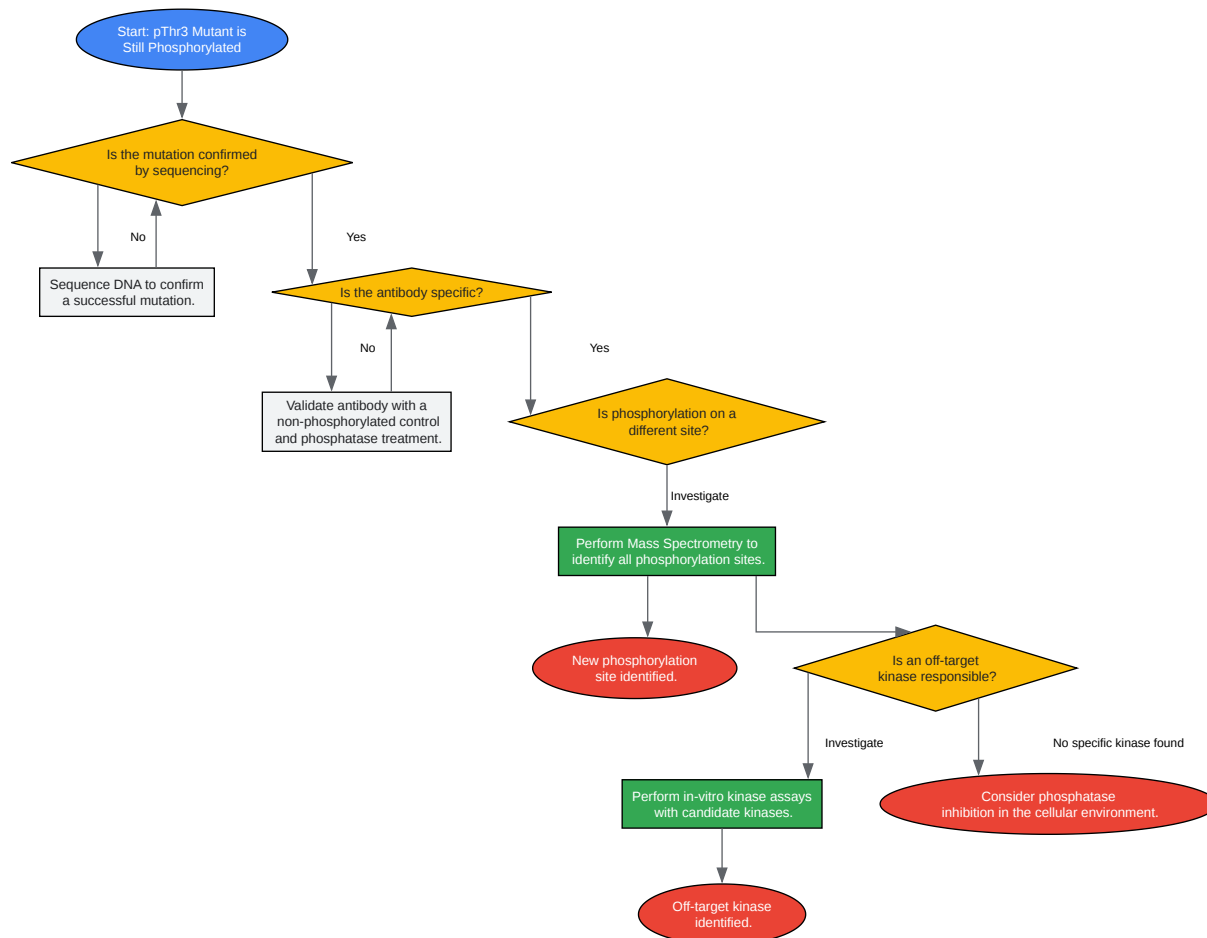 Start: pThr3 Mutant is
Still Phosphorylated
Is the mutation confirmed
by sequencing?
No
Yes
Sequence DNA to confirm
a successful mutation.
Is the antibody specific?
No
Yes
Validate antibody with a
non-phosphorylated control
and phosphatase treatment.
Is phosphorylation on a
different site?
Investigate
Perform Mass Spectrometry to
identify all phosphorylation sites.
New phosphorylation
site identified.
Is an off-target
kinase responsible?
Investigate
No specific kinase found
Perform in-vitro kinase assays
with candidate kinases.
Consider phosphatase
inhibition in the cellular environment.
Off-target kinase
identified.